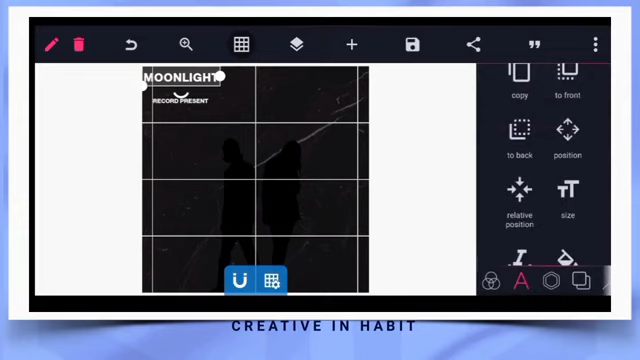 MOONLIGHT
RECORD PRESENT
copy
to front
to back
position
relative
position
size
CREATIVE IN HABIT